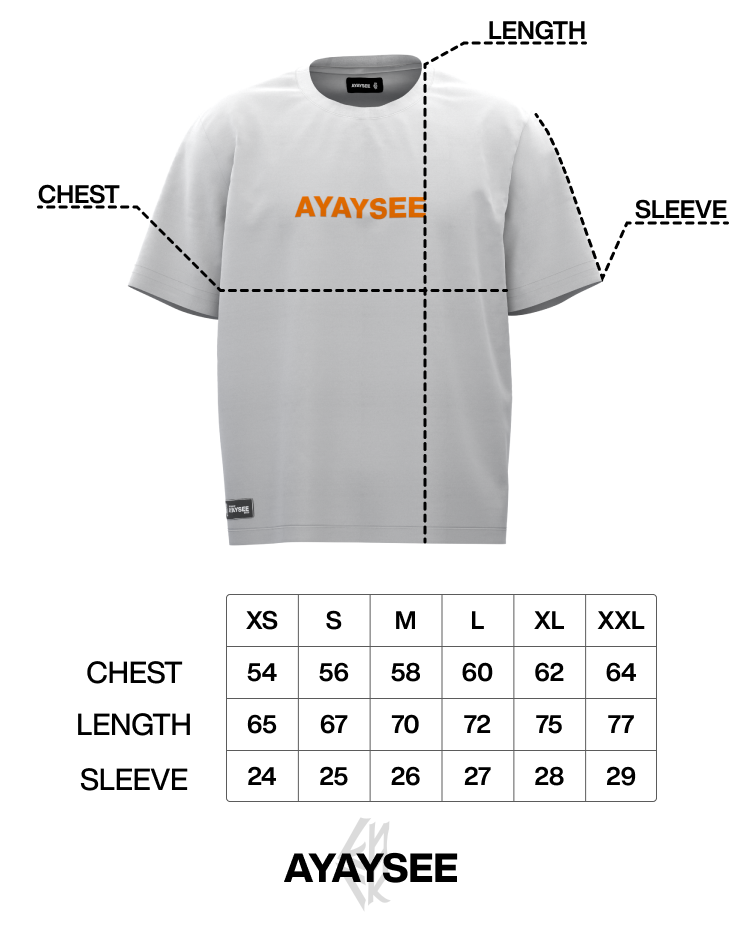 LENGTH
AYAYSEE
CHEST
AYAYSEE
SLEEVE
AYAYSEE
XS S M L XL XXL
CHEST 54 56 58 60 62 64
LENGTH 65 67 70 72 75 77
SLEEVE 24 25 26 27 28 29
AYAYSEE